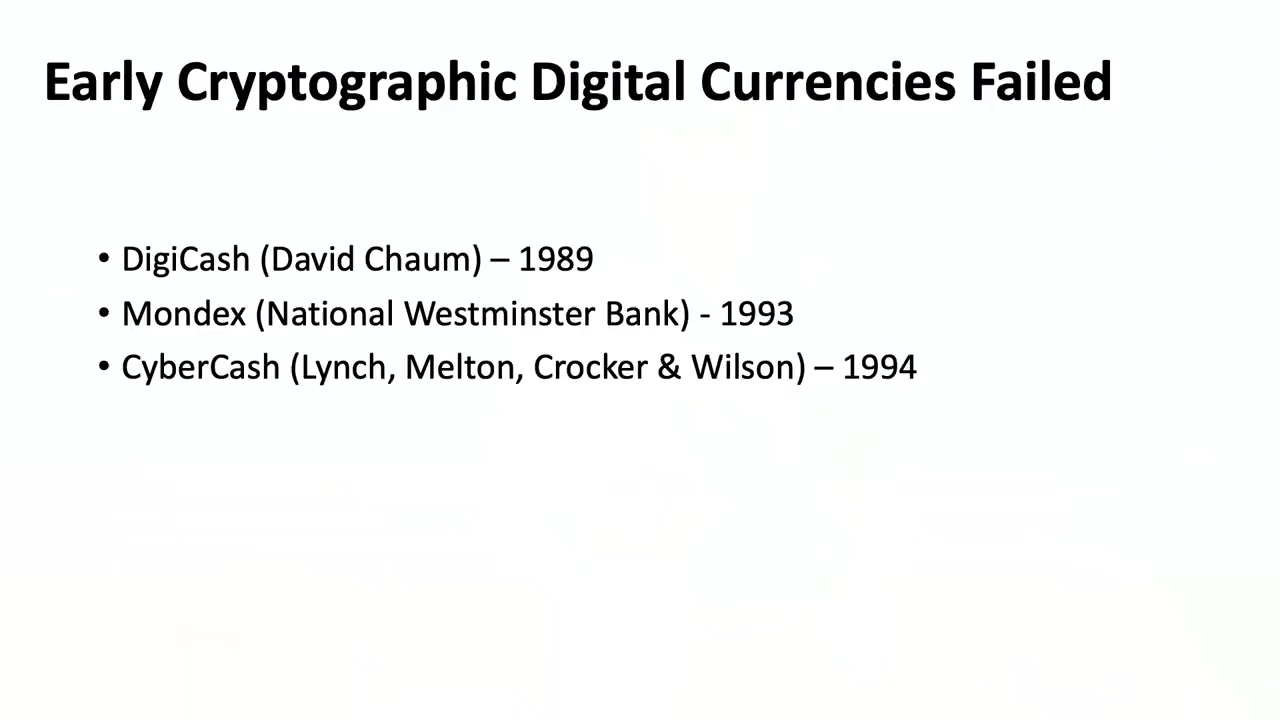 Early Cryptographic Digital Currencies Failed
• DigiCash (David Chaum) – 1989
• Mondex (National Westminster Bank) - 1993
• CyberCash (Lynch, Melton, Crocker & Wilson) – 1994